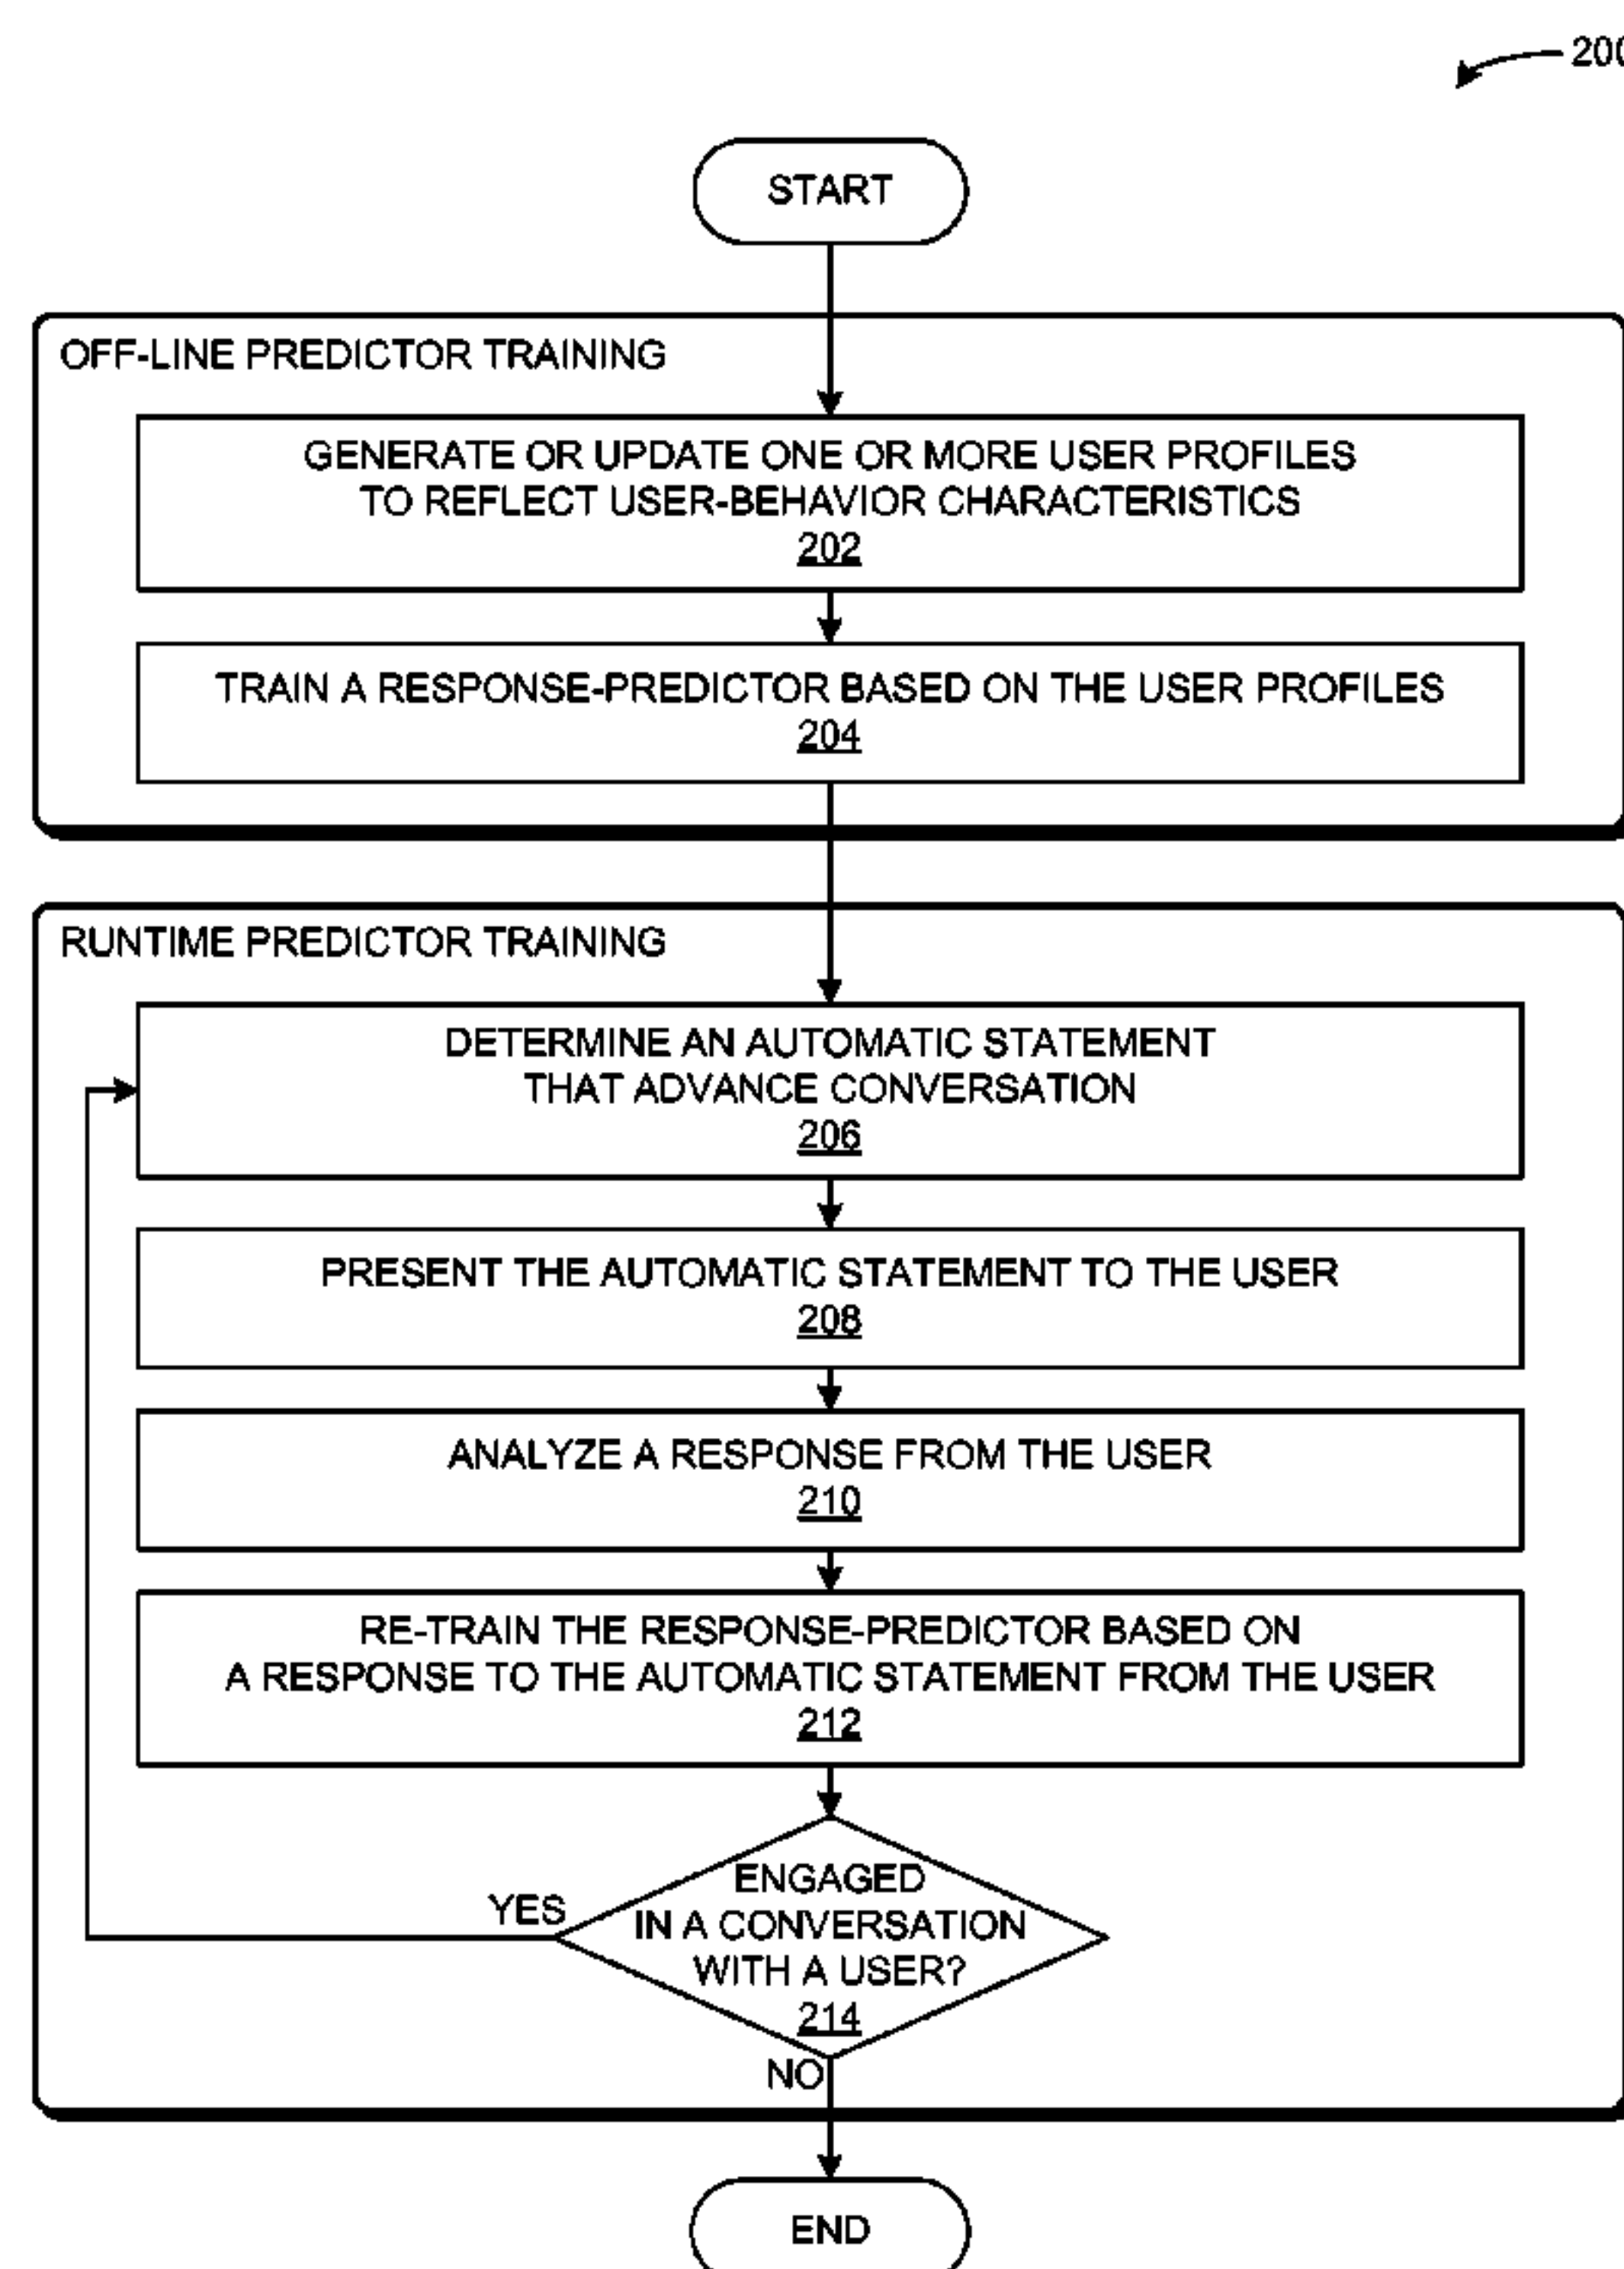 200
START
OFF-LINE PREDICTOR TRAINING
GENERATE OR UPDATE ONE OR MORE USER PROFILES
TO REFLECT USER-BEHAVIOR CHARACTERISTICS
202
TRAIN A RESPONSE-PREDICTOR BASED ON THE USER PROFILES
204
RUNTIME PREDICTOR TRAINING
DETERMINE AN AUTOMATIC STATEMENT
THAT ADVANCE CONVERSATION
206
PRESENT THE AUTOMATIC STATEMENT TO THE USER
208
ANALYZE A RESPONSE FROM THE USER
210
RE-TRAIN THE RESPONSE-PREDICTOR BASED ON
A RESPONSE TO THE AUTOMATIC STATEMENT FROM THE USER
212
YES
ENGAGED
IN A CONVERSATION
WITH A USER?
214
NO
END